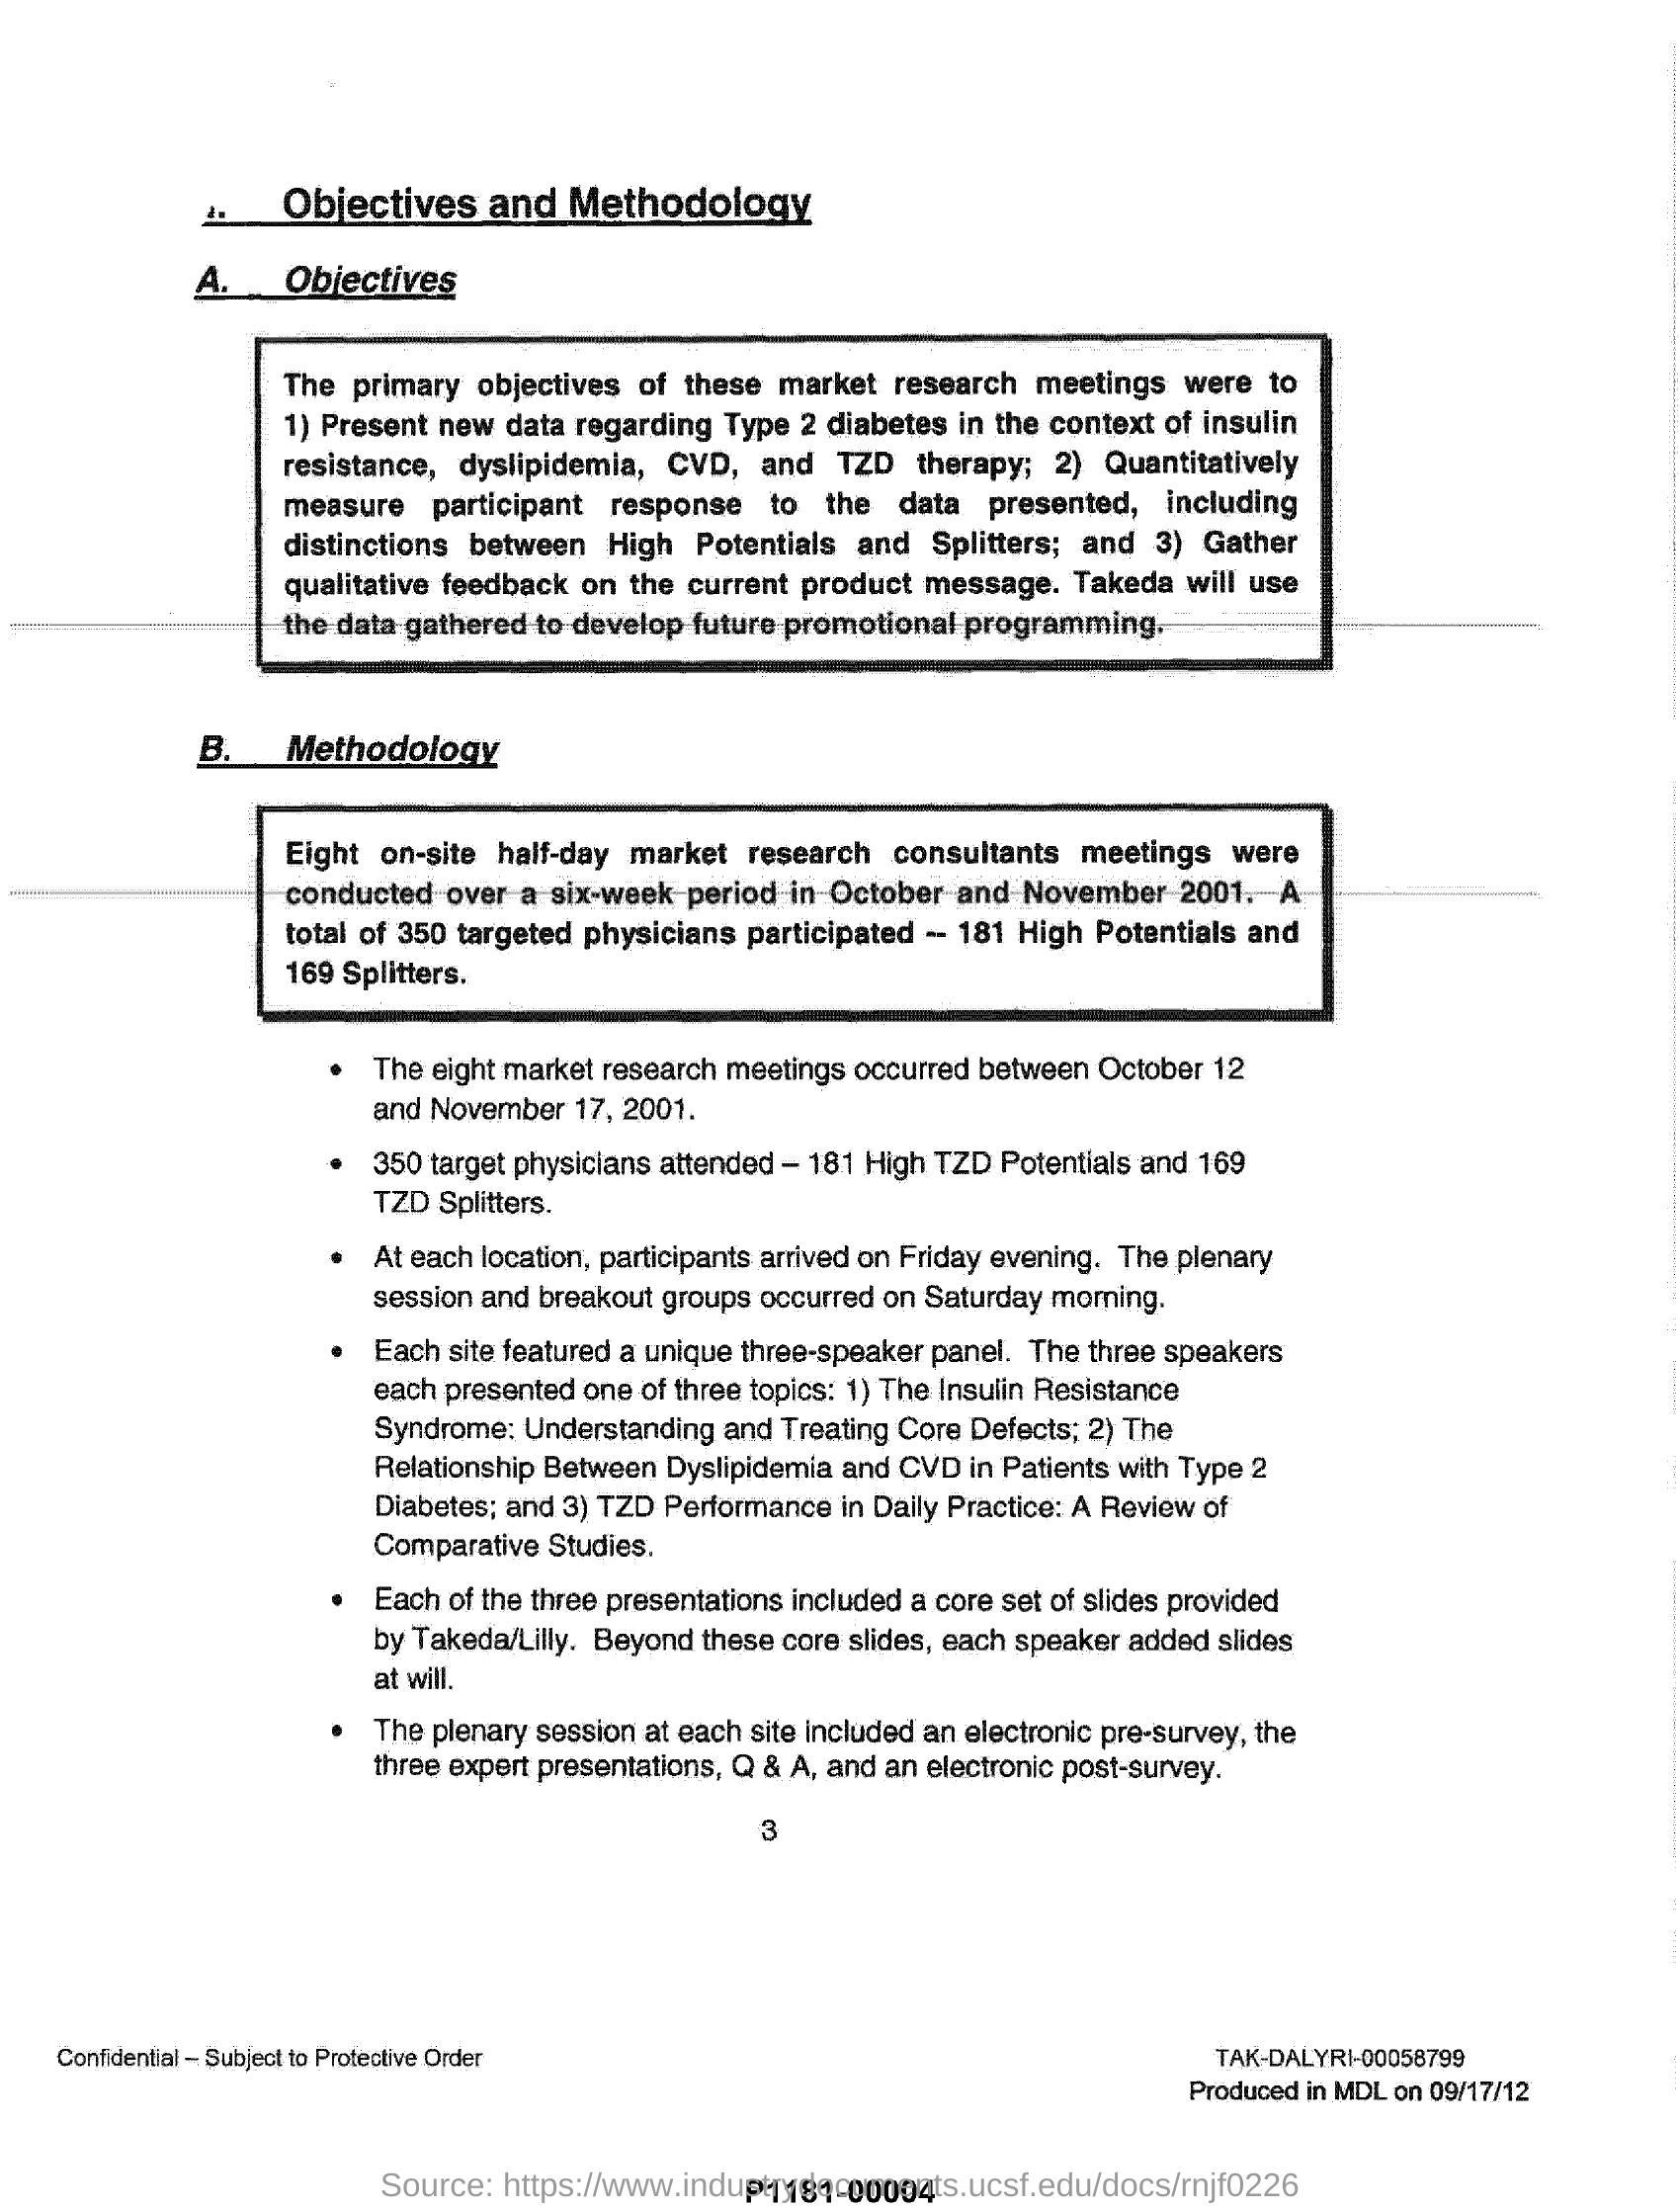 Objectives and Methodology
A. Objectives
The primary objectives of these market research meetings were to
1) Present new data regarding Type 2 diabetes in the context of insulin
resistance, dyslipidemia, CVD, and TZD therapy; 2) Quantitatively
measure participant response to the data presented, including
distinctions between High Potentials and Splitters; and 3) Gather
qualitative feedback on the current product message. Takeda will use
the data gathered to develop future promotional programming.
B. Methodology
Eight on-site half-day market research consultants meetings were
conducted over a six-week period in October and November 2001. A
total of 350 targeted physicians participated -- 181 High Potentials and
169 Splitters.
• The eight market research meetings occurred between October 12
and November 17, 2001.
• 350 target physicians attended – 181 High TZD Potentials and 169
TZD Splitters.
• At each location, participants arrived on Friday evening. The plenary
session and breakout groups occurred on Saturday morning.
• Each site featured a unique three-speaker panel. The three speakers
each presented one of three topics: 1) The Insulin Resistance
Syndrome: Understanding and Treating Core Defects; 2) The
Relationship Between Dyslipidemia and CVD in Patients with Type 2
Diabetes; and 3) TZD Performance in Daily Practice: A Review of
Comparative Studies.
• Each of the three presentations included a core set of slides provided
by Takeda/Lilly. Beyond these core slides, each speaker added slides
at will.
• The plenary session at each site included an electronic pre-survey, the
three expert presentations, Q & A, and an electronic post-survey.
3
Confidential – Subject to Protective Order
TAK-DALYRI-00058799
Produced in MDL on 09/17/12
Source: https://www.industrydocuments.ucsf.edu/docs/rnjf0226
P1181-00004